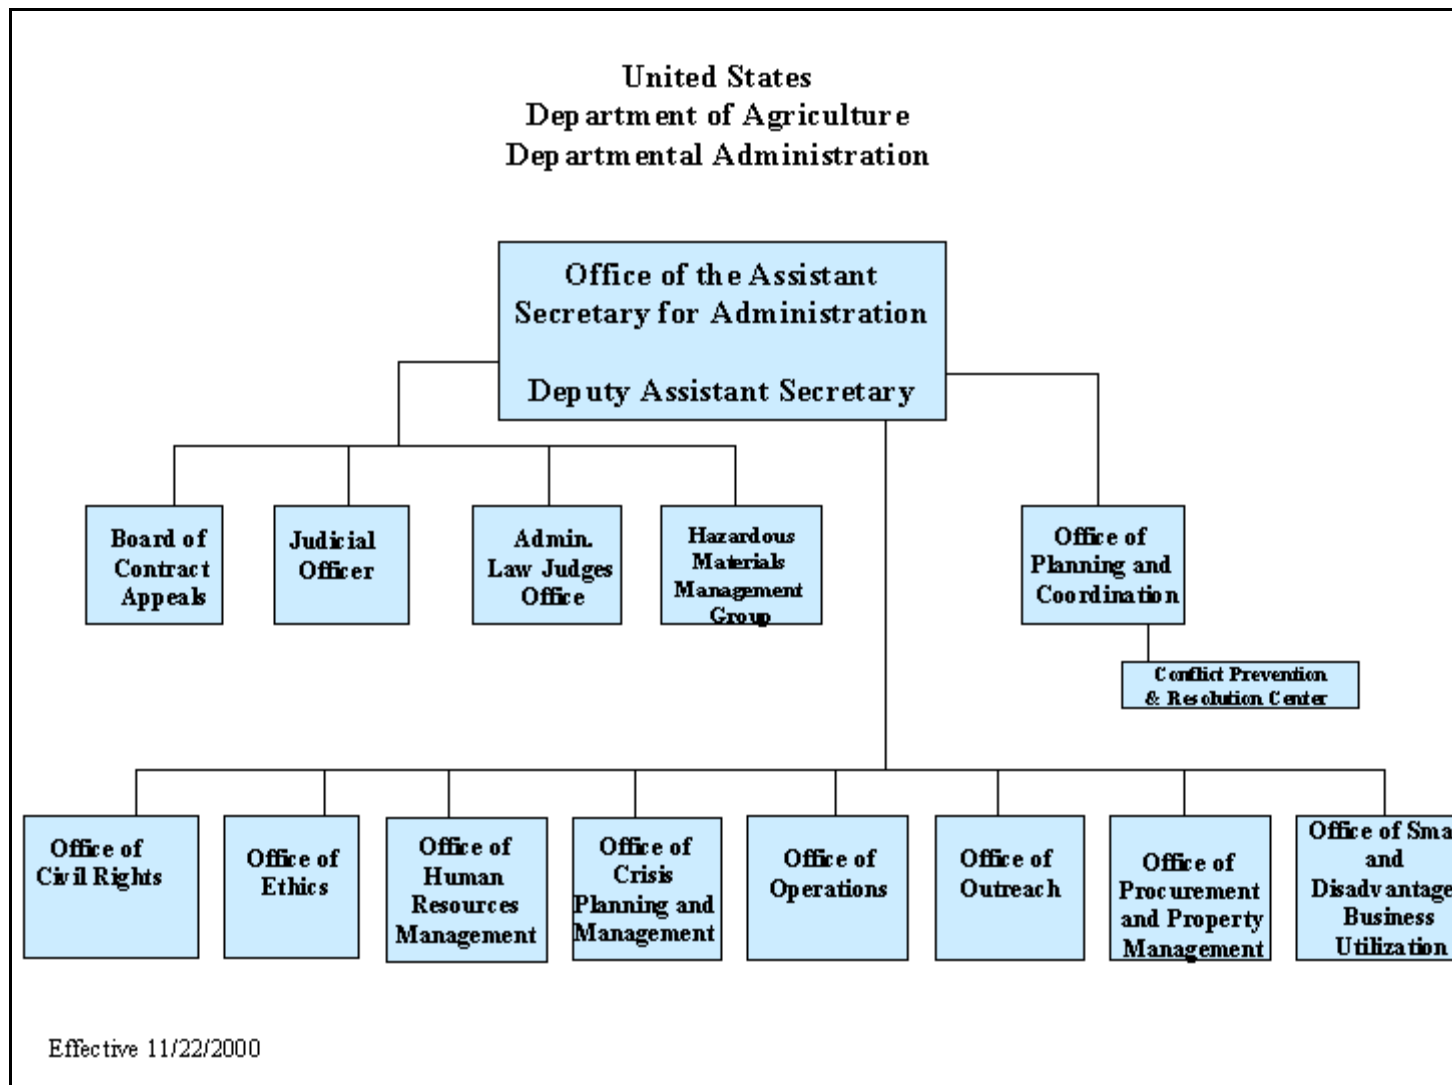 United States
Department of Agriculture
Departmental Administration
Office of the Assistant
Secretary for Administration
Deputy Assistant Secretary
Board of
Contract
Appeals
Judicial
Officer
Admin.
Law Judges
Office
Hazardous
Materials
Management
Group
Office of
Planning and
Coordination
Conflict Prevention
& Resolution Center
Office of
Civil Rights
Office of
Ethics
Office of
Human
Resources
Management
Office of
Crisis
Planning and
Management
Office of
Operations
Office of
Outreach
Office of
Procurement
and Property
Management
Office of Sma
and
Disadvantage
Business
Utilization
Effective 11/22/2000